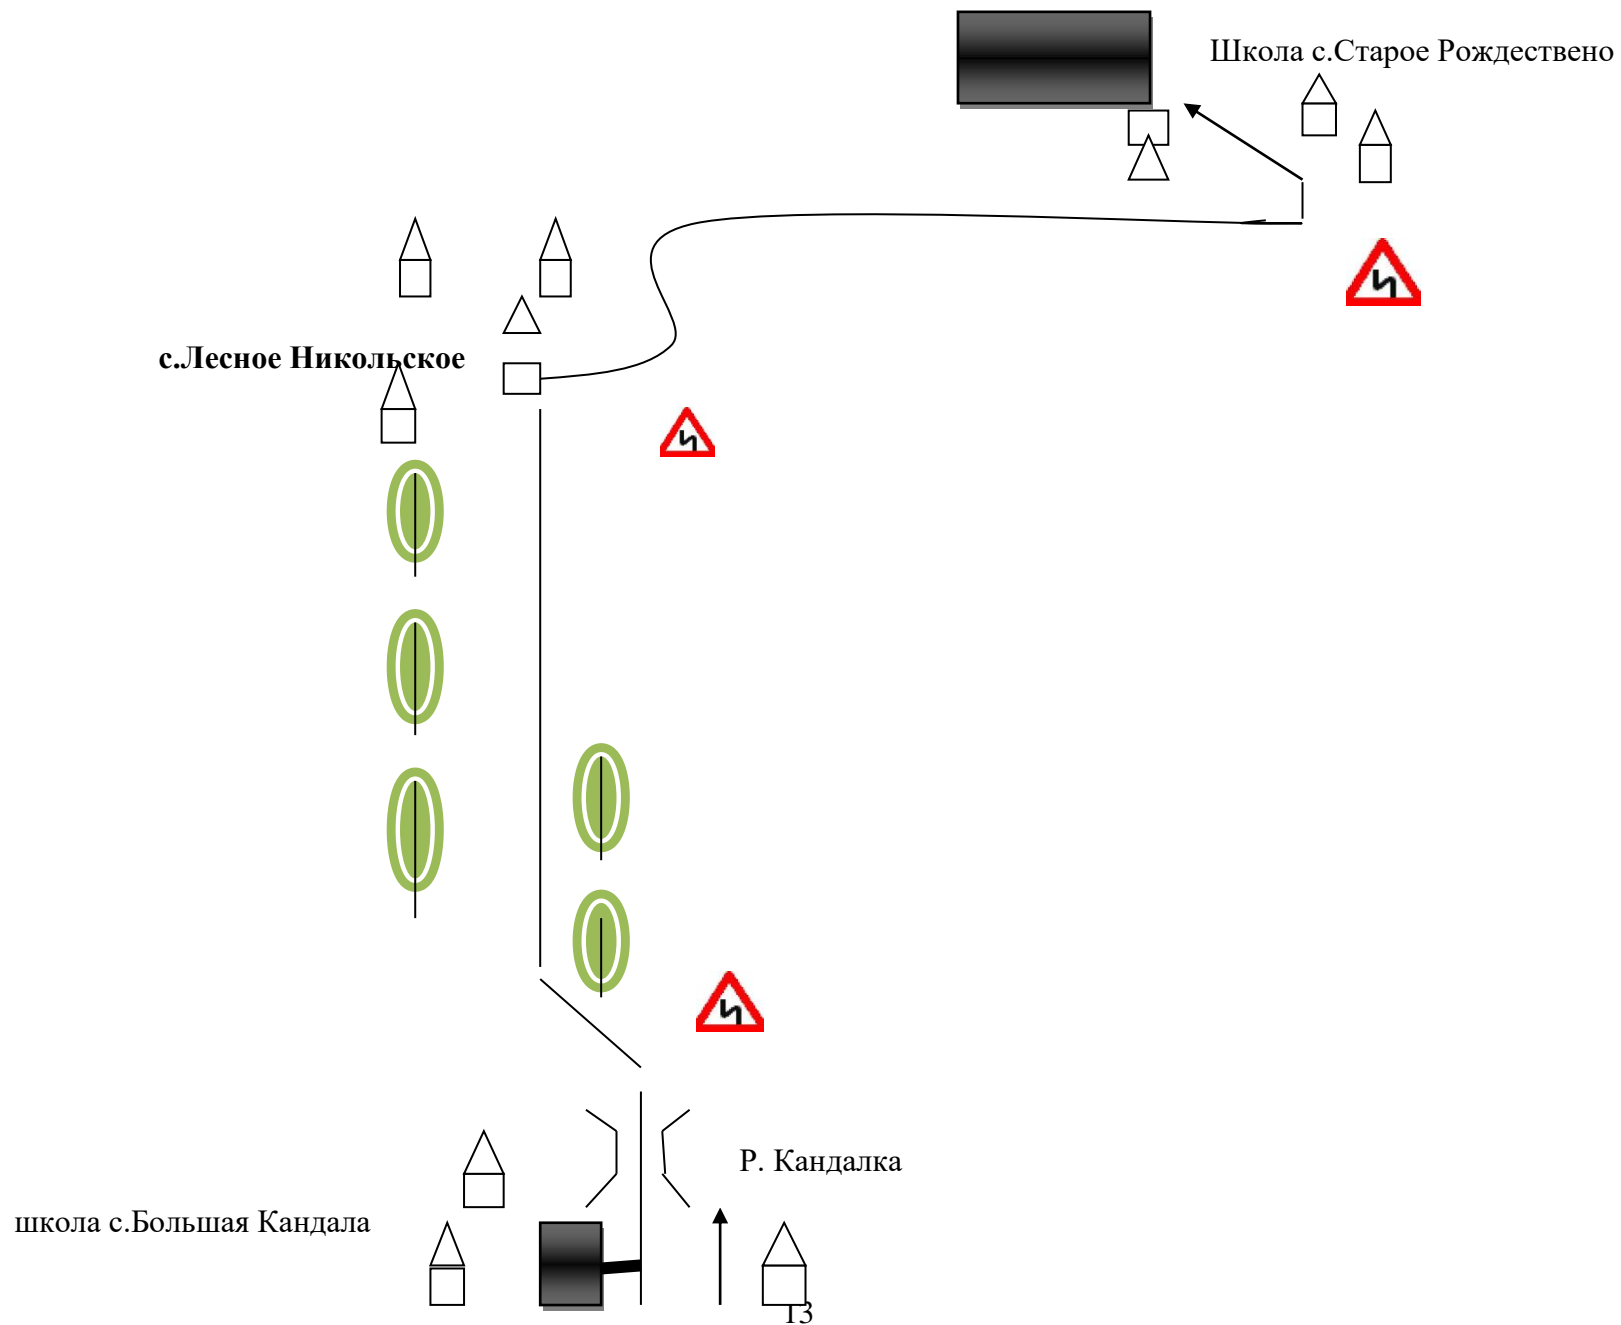 Школа с.Старое Рождествено
с.Лесное Никольское
Р. Кандалка
школа с.Большая Кандала
13